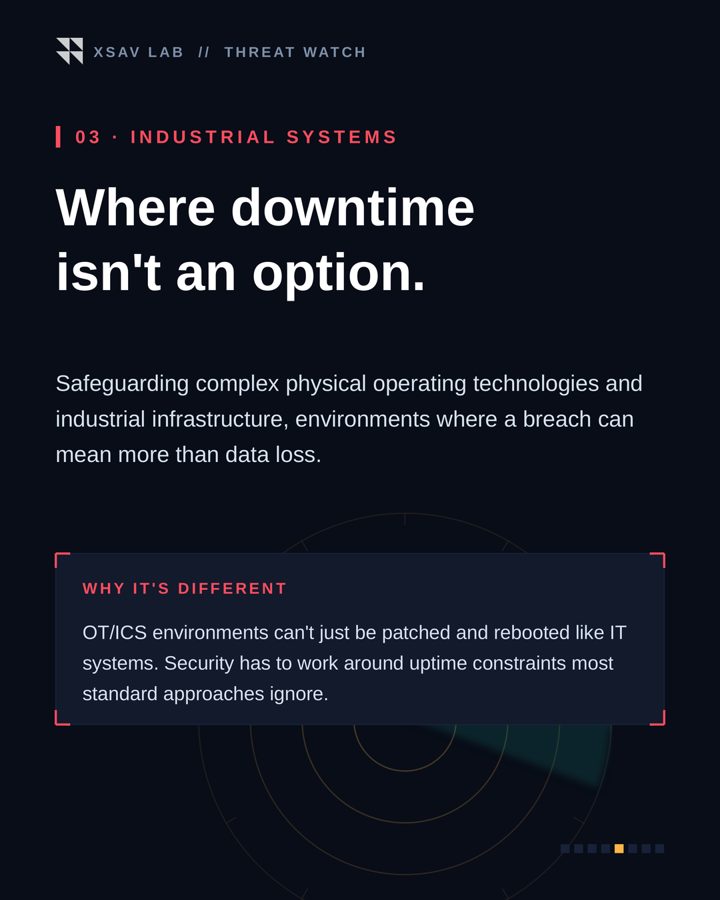 XSAV LAB // THREAT WATCH
03 · INDUSTRIAL SYSTEMS
Where downtime
isn't an option.
Safeguarding complex physical operating technologies and
industrial infrastructure, environments where a breach can
mean more than data loss.
WHY IT'S DIFFERENT
OT/ICS environments can't just be patched and rebooted like IT
systems. Security has to work around uptime constraints most
standard approaches ignore.